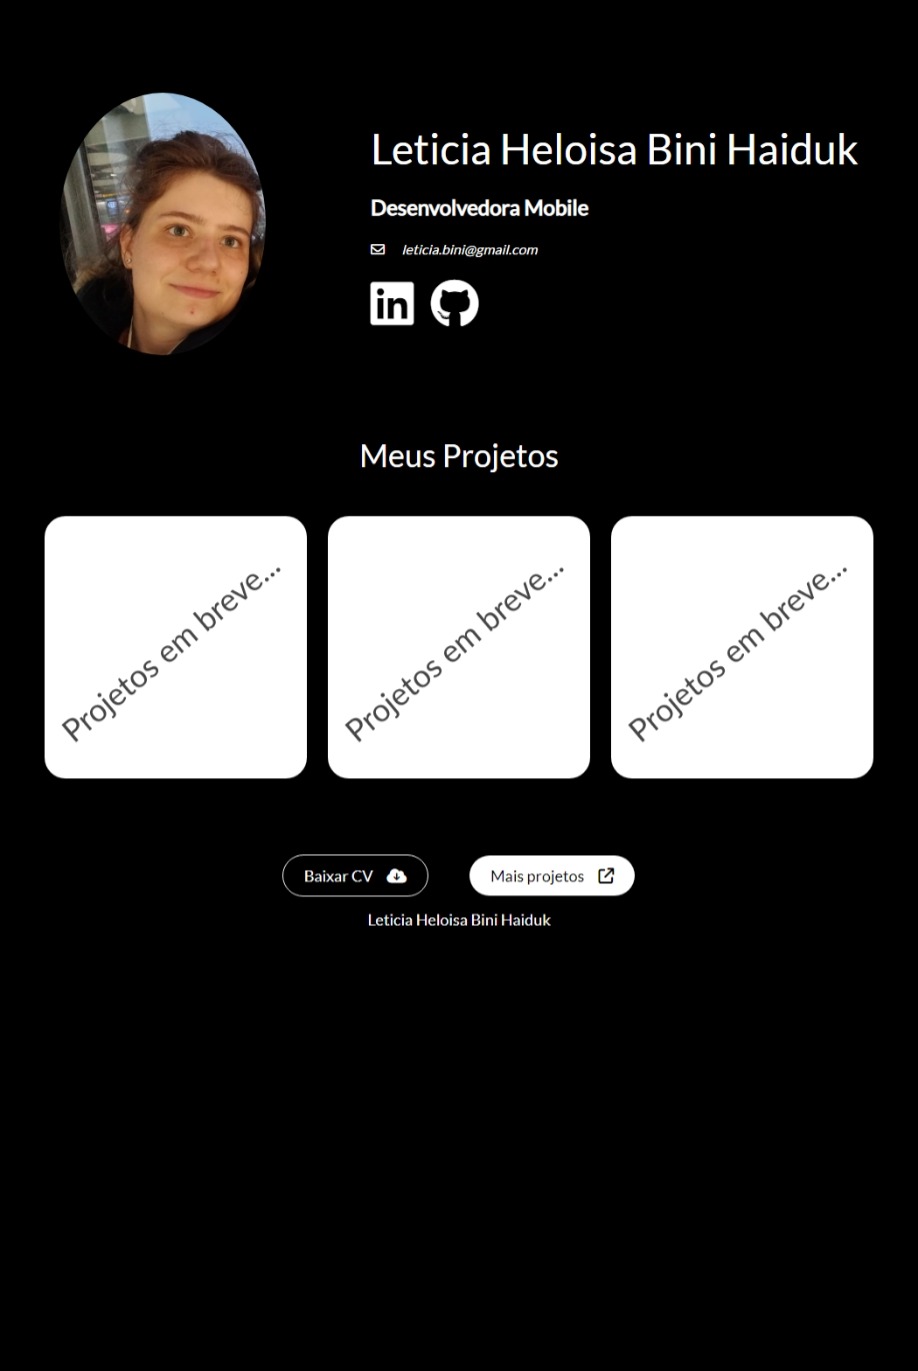 Leticia Heloisa Bini Haiduk
Desenvolvedora Mobile
leticia.bini@gmail.com
in
Meus Projetos
Projetos em breve...
Projetos em breve...
Projetos em breve...
Baixar CV
Mais projetos
Leticia Heloisa Bini Haiduk